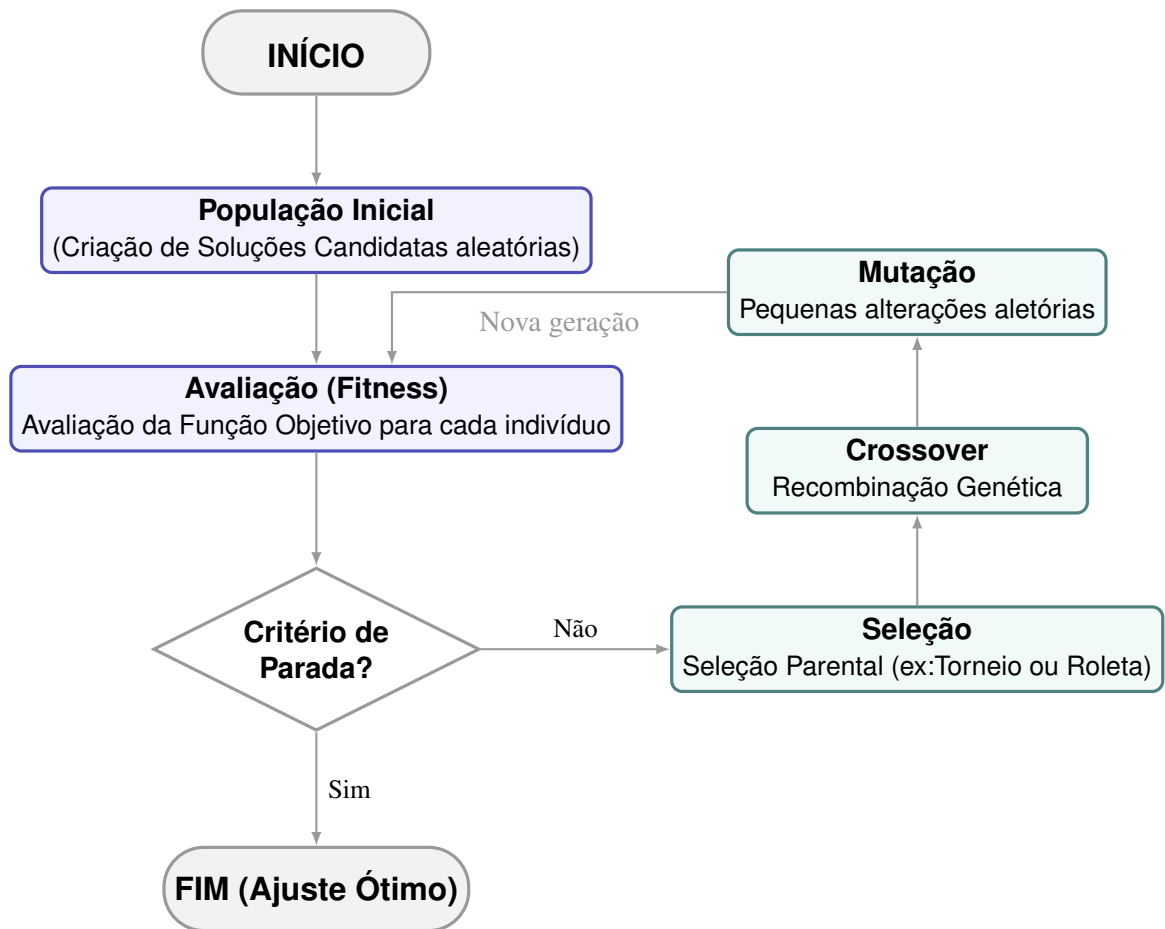 INÍCIO
População Inicial
(Criação de Soluções Candidatas aleatórias)
Mutação
Pequenas alterações aletórias
Nova geração
Avaliação (Fitness)
Avaliação da Função Objetivo para cada indivíduo
Crossover
Recombinação Genética
Critério de
Parada?
Não
Seleção
Seleção Parental (ex:Torneio ou Roleta)
Sim
FIM (Ajuste Ótimo)